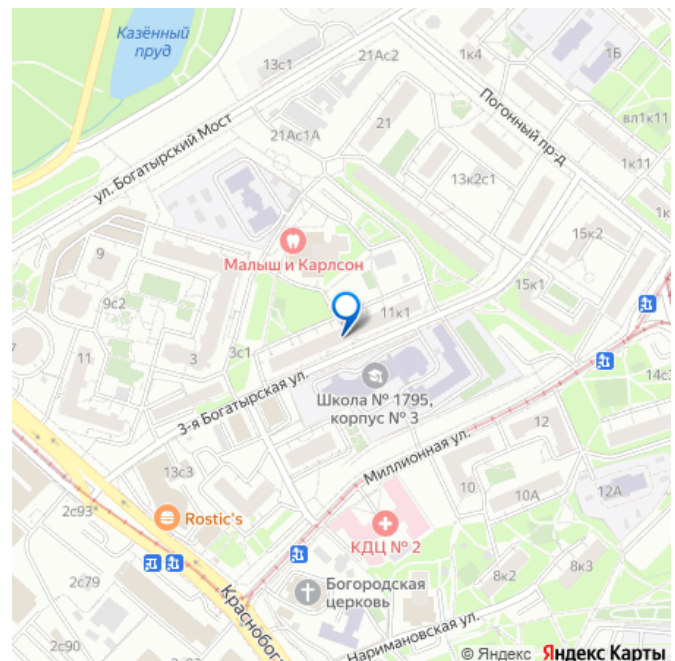 Казённый
пруд
21Ас2
1к4
1Б
13с1
Погонный пр-д
вл1к11
21Ас1А
21
ул. Богатырский Мост
1к11
13к2с1
1к
15к2
9
Малыш и Карлсон
9с2
15к1
11к1
7
11
3
3с1
14с3
Школа № 1795,
корпус № 3
3-я Богатырская ул.
12
Миллионная ул.
13с3
10
10А
12А
2с93*
Rostic's
КДЦ № 2
2с79
8к2
8к3
Богородская
церковь
Краснобога
2с90
Наримановская ул.
© Яндекс Яндекс Карты